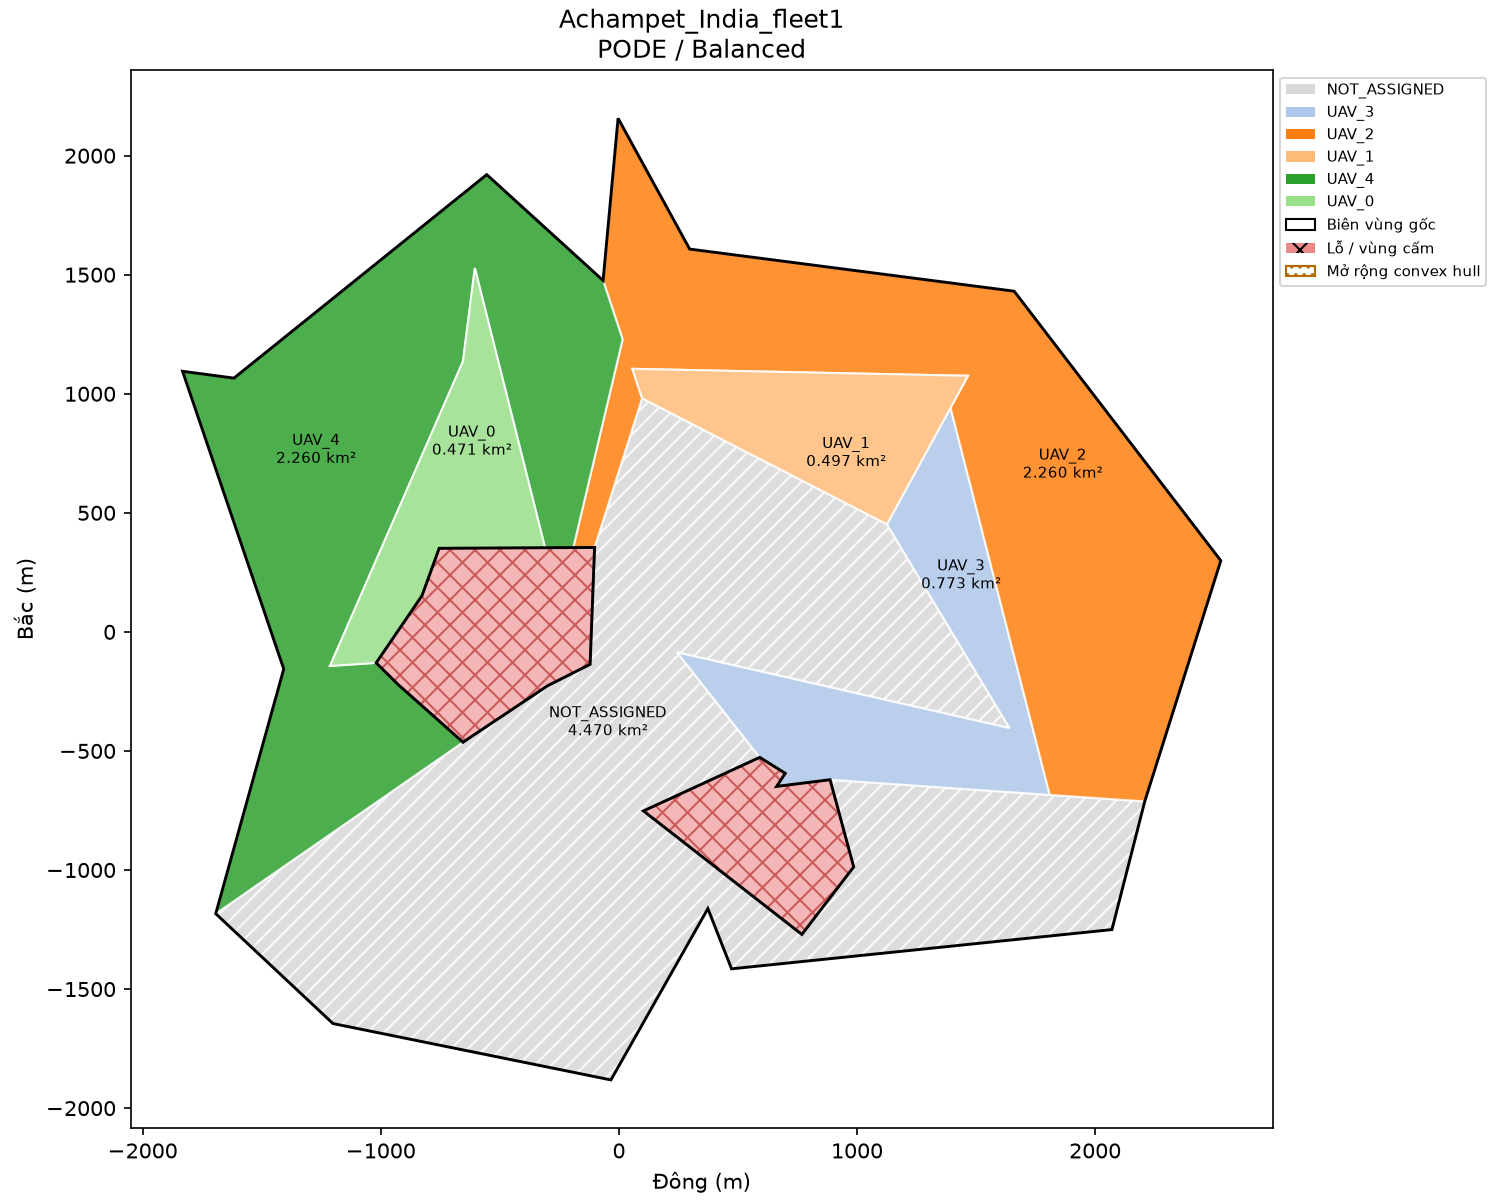 Achampet_India_fleet1
PODE / Balanced
NOT_ASSIGNED
UAV_3
UAV_2
UAV_1
UAV_4
UAV_0
Biên vùng gốc
Lỗ / vùng cấm
Mở rộng convex hull
2000
1500
1000
500
0
−500
−1000
−1500
−2000
Bắc (m)
UAV_4
2.260 km²
UAV_0
0.471 km²
UAV_1
0.497 km²
UAV_2
2.260 km²
UAV_3
0.773 km²
NOT_ASSIGNED
4.470 km²
−2000
−1000
0
1000
2000
Đông (m)